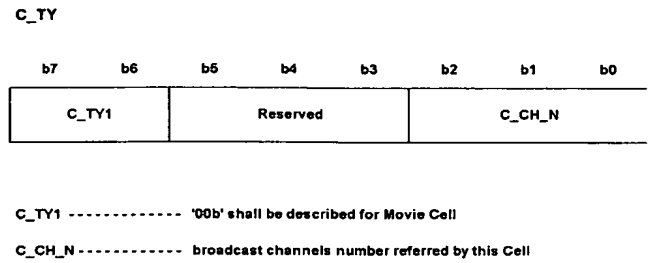 C_TY
b7 b6 b5 b4 b3 b2 b1 b0
C_TY1 Reserved C_CH_N
C_TY1 - - - - - - - - - - - - - '00b' shall be described for Movie Cell
C_CH_N - - - - - - - - - - - - broadcast channels number referred by this Cell